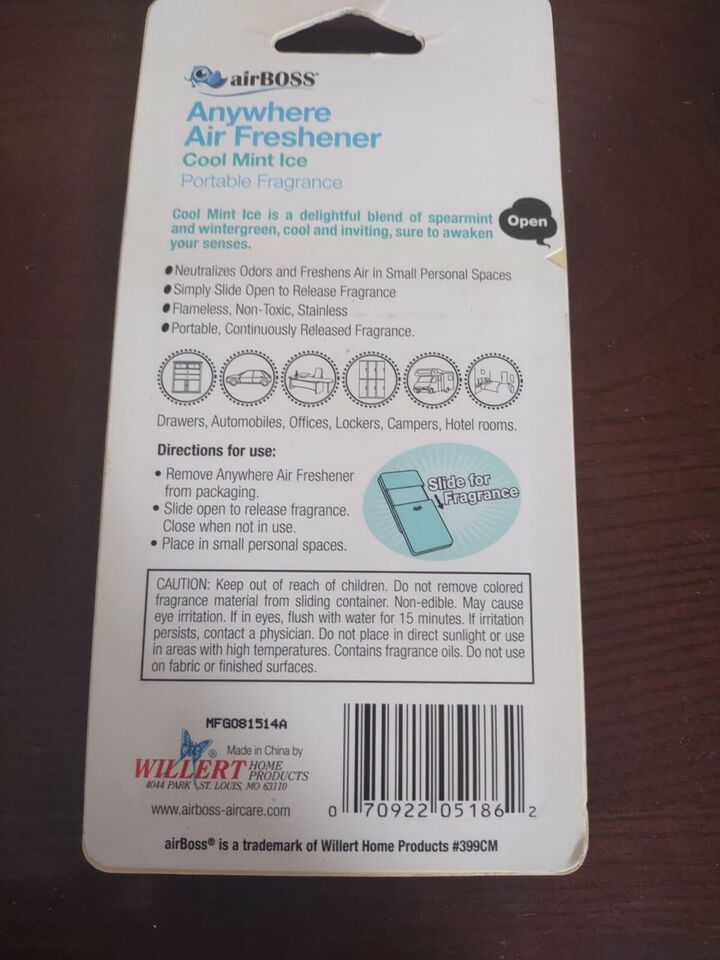 airBOSS®
Anywhere
Air Freshener
Cool Mint Ice
Portable Fragrance
Cool Mint Ice is a delightful blend of spearmint
and wintergreen, cool and inviting, sure to awaken
your senses.
Open
• Neutralizes Odors and Freshens Air in Small Personal Spaces
• Simply Slide Open to Release Fragrance
• Flameless, Non-Toxic, Stainless
• Portable, Continuously Released Fragrance.
Drawers, Automobiles, Offices, Lockers, Campers, Hotel rooms.
Directions for use:
• Remove Anywhere Air Freshener
from packaging.
• Slide open to release fragrance.
Close when not in use.
• Place in small personal spaces.
Slide for
Fragrance
CAUTION: Keep out of reach of children. Do not remove colored
fragrance material from sliding container. Non-edible. May cause
eye irritation. If in eyes, flush with water for 15 minutes. If irritation
persists, contact a physician. Do not place in direct sunlight or use
in areas with high temperatures. Contains fragrance oils. Do not use
on fabric or finished surfaces.
MFG081514A
Made in China by
WILLERT® HOME
PRODUCTS
4044 PARK ST. LOUIS, MO 63110
www.airboss-aircare.com
0 70922 05186 2
airBoss® is a trademark of Willert Home Products #399CM